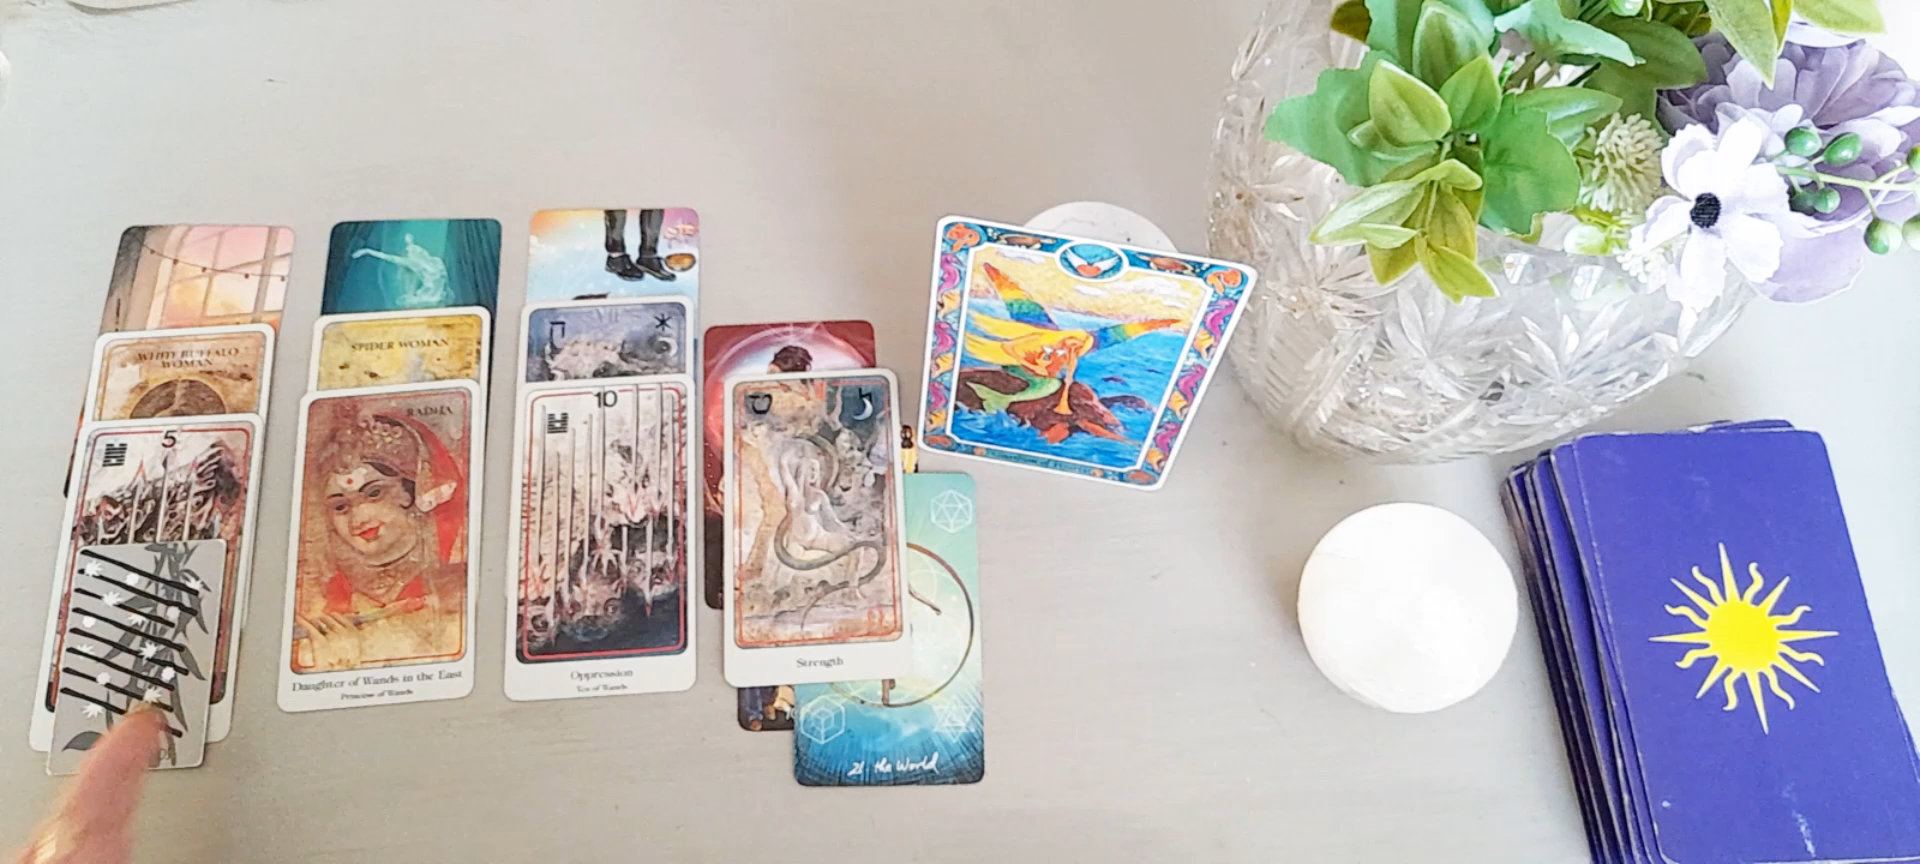 WHITE BUFFALO
WOMAN
5
SPIDER WOMAN
RADHA
Daughter of Wands in the East
Princess of Wands
VII
10
Oppression
Ten of Wands
Strength
21 the World